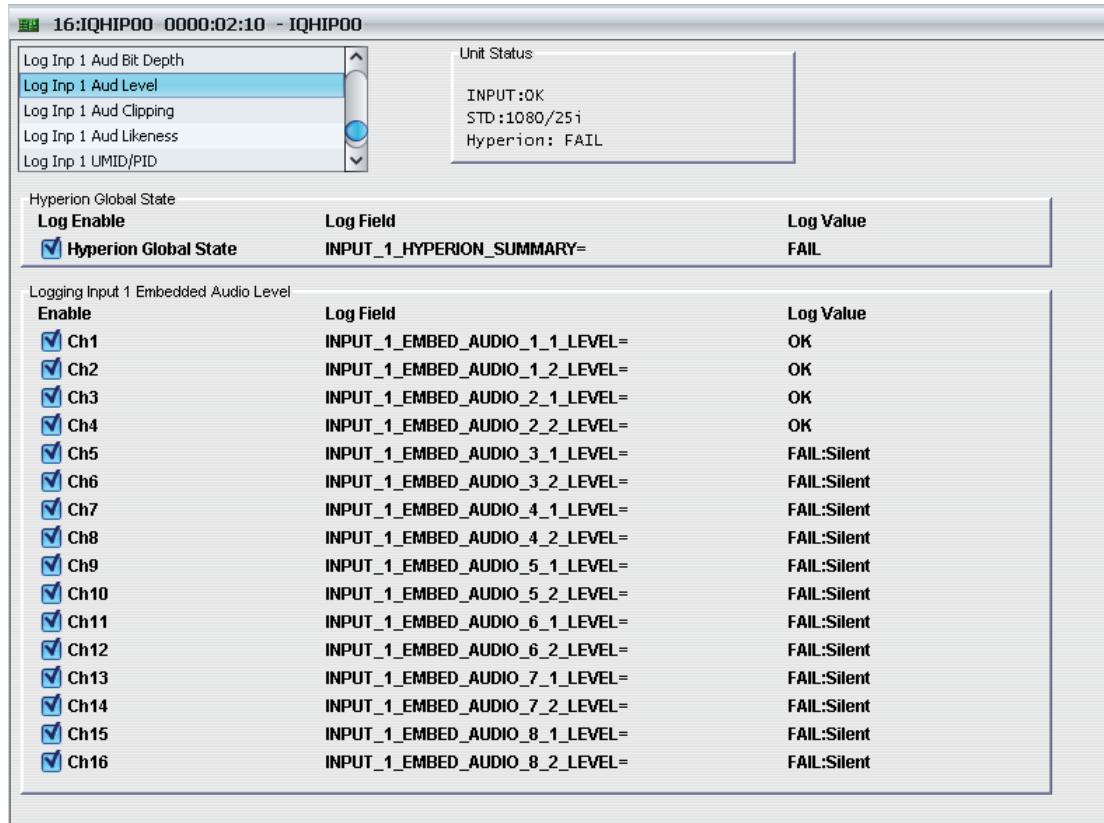 16:IQHIP00 0000:02:10 - IQHIP00
Log Inp 1 Aud Bit Depth
Log Inp 1 Aud Level
Log Inp 1 Aud Clipping
Log Inp 1 Aud Likeness
Log Inp 1 UMID/PID
Unit Status
INPUT:OK
STD:1080/25i
Hyperion: FAIL
Hyperion Global State
Log Enable Log Field Log Value
Hyperion Global State INPUT_1_HYPERION_SUMMARY= FAIL
Logging Input 1 Embedded Audio Level
Enable Log Field Log Value
Ch1 INPUT_1_EMBED_AUDIO_1_1_LEVEL= OK
Ch2 INPUT_1_EMBED_AUDIO_1_2_LEVEL= OK
Ch3 INPUT_1_EMBED_AUDIO_2_1_LEVEL= OK
Ch4 INPUT_1_EMBED_AUDIO_2_2_LEVEL= OK
Ch5 INPUT_1_EMBED_AUDIO_3_1_LEVEL= FAIL:Silent
Ch6 INPUT_1_EMBED_AUDIO_3_2_LEVEL= FAIL:Silent
Ch7 INPUT_1_EMBED_AUDIO_4_1_LEVEL= FAIL:Silent
Ch8 INPUT_1_EMBED_AUDIO_4_2_LEVEL= FAIL:Silent
Ch9 INPUT_1_EMBED_AUDIO_5_1_LEVEL= FAIL:Silent
Ch10 INPUT_1_EMBED_AUDIO_5_2_LEVEL= FAIL:Silent
Ch11 INPUT_1_EMBED_AUDIO_6_1_LEVEL= FAIL:Silent
Ch12 INPUT_1_EMBED_AUDIO_6_2_LEVEL= FAIL:Silent
Ch13 INPUT_1_EMBED_AUDIO_7_1_LEVEL= FAIL:Silent
Ch14 INPUT_1_EMBED_AUDIO_7_2_LEVEL= FAIL:Silent
Ch15 INPUT_1_EMBED_AUDIO_8_1_LEVEL= FAIL:Silent
Ch16 INPUT_1_EMBED_AUDIO_8_2_LEVEL= FAIL:Silent